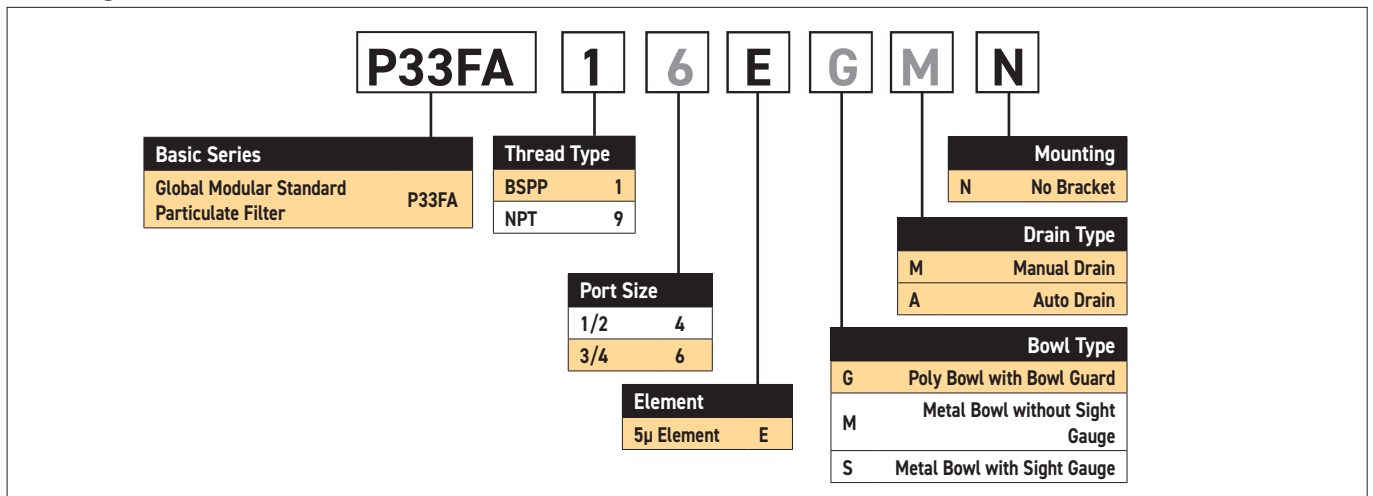 P33FA 1 6 E G M N
Basic Series
Global Modular Standard
Particulate Filter P33FA
Thread Type
BSPP 1
NPT 9
Mounting
N No Bracket
Drain Type
M Manual Drain
A Auto Drain
Port Size
1/2 4
3/4 6
Bowl Type
G Poly Bowl with Bowl Guard
M Metal Bowl without Sight
Gauge
S Metal Bowl with Sight Gauge
Element
5µ Element E